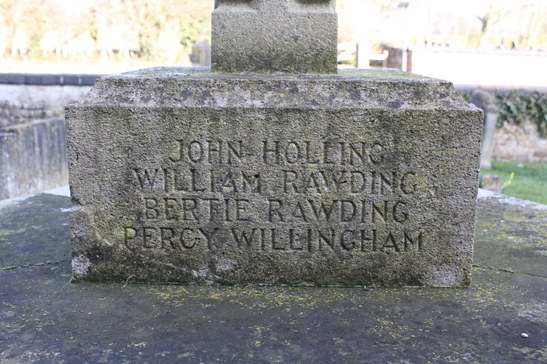 JOHN HOLLING
WILLIAM RAWDING
BERTIE RAWDING
PERCY WILLINGHAM